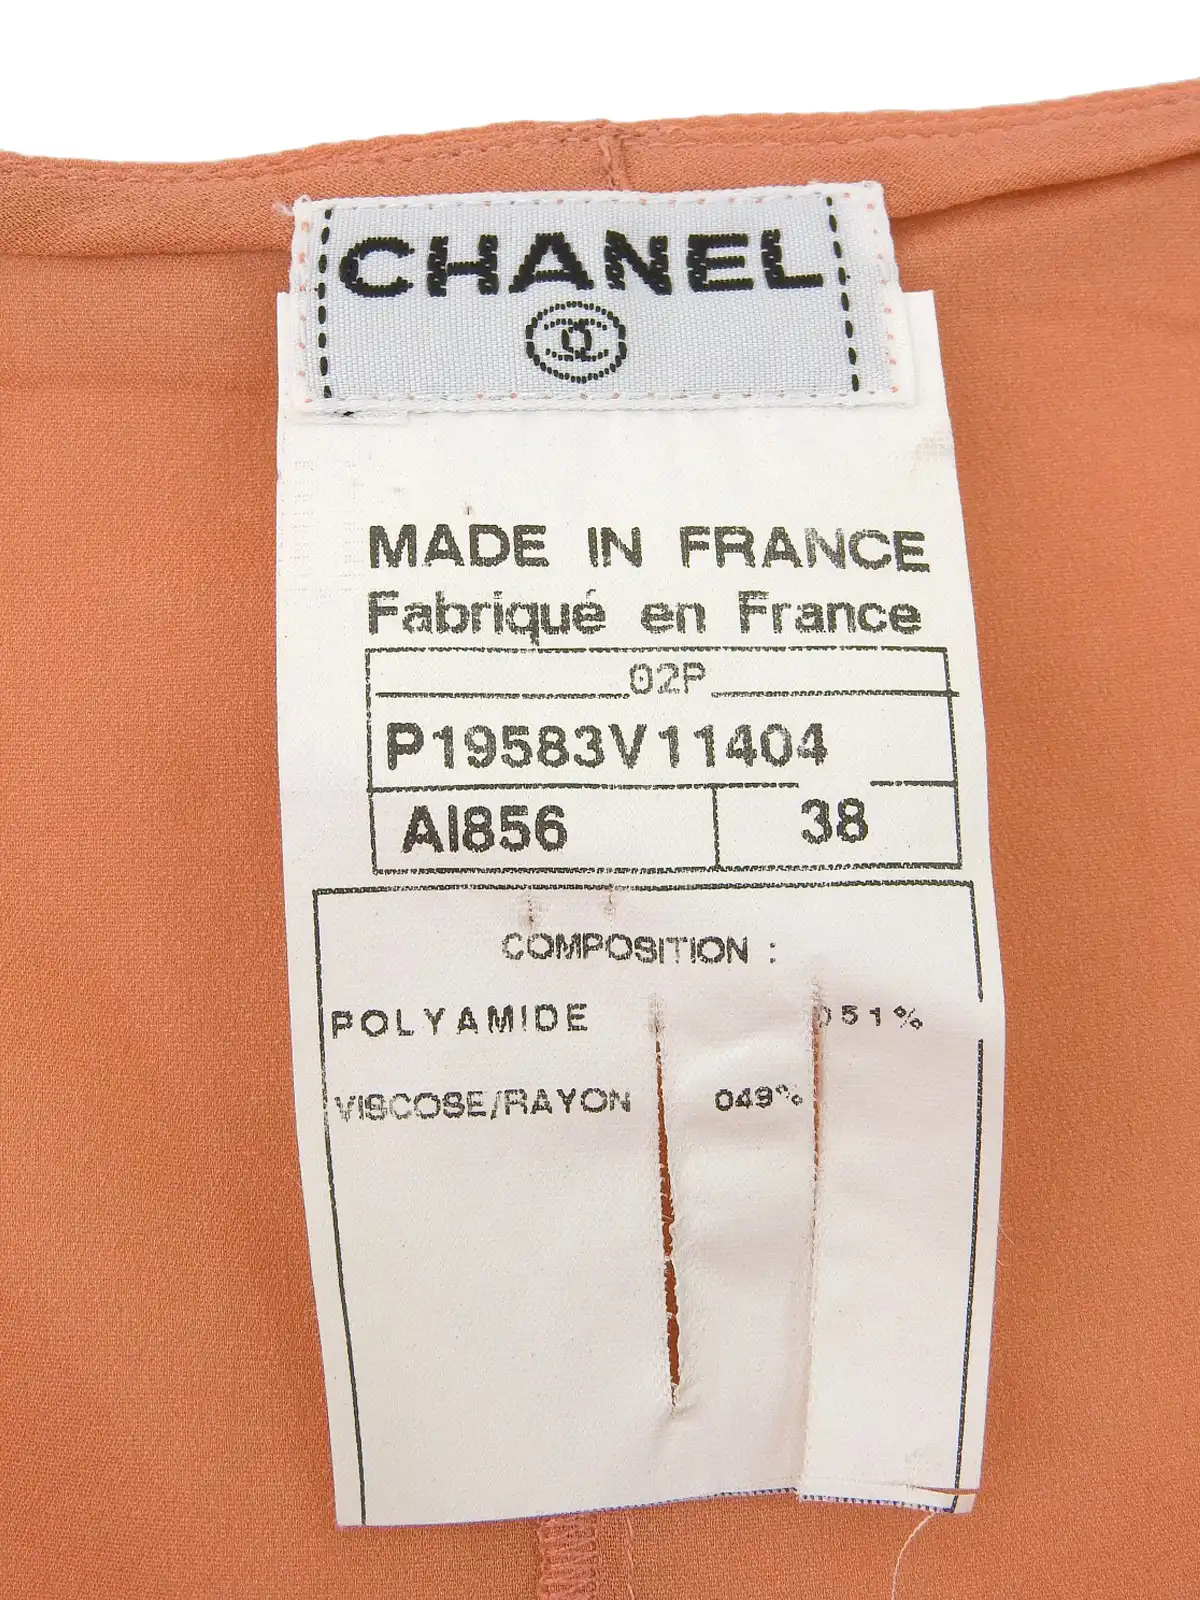 CHANEL
MADE IN FRANCE
Fabriqué en France
02P
P19583V11404
AI856 38
COMPOSITION :
POLYAMIDE 051%
VISCOSE/RAYON 049%